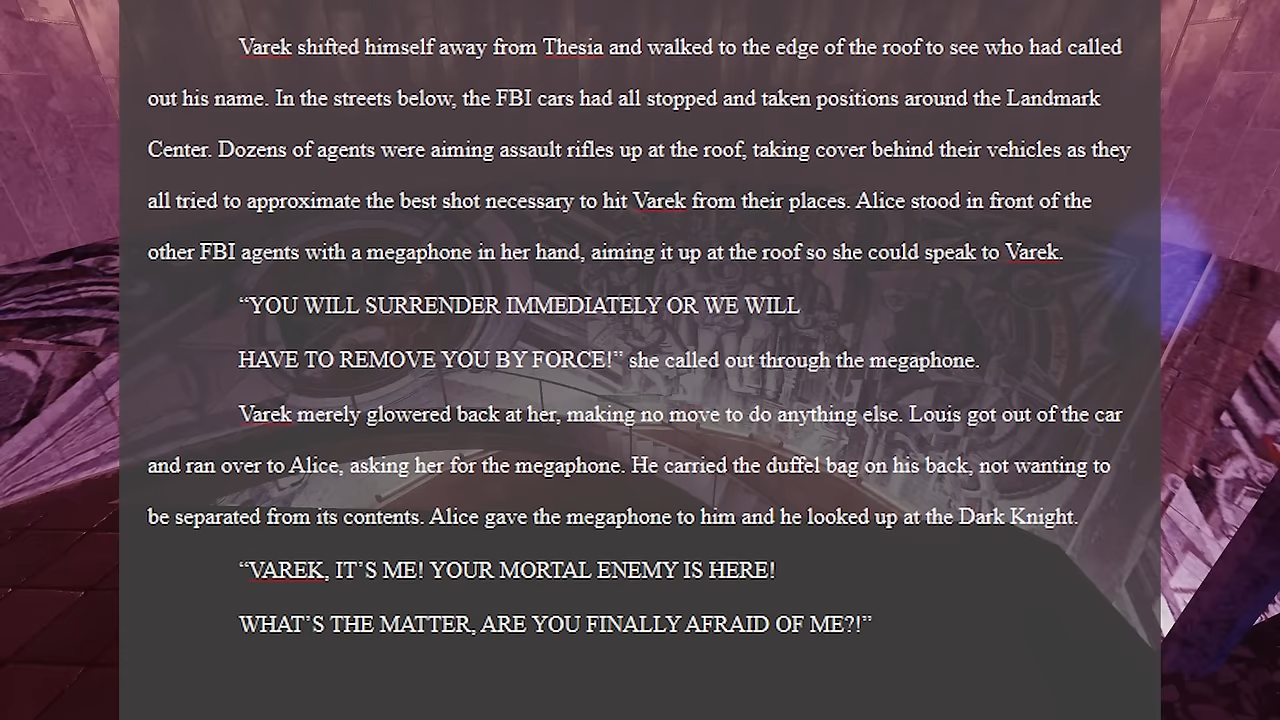 Varek shifted himself away from Thesia and walked to the edge of the roof to see who had called
out his name. In the streets below, the FBI cars had all stopped and taken positions around the Landmark
Center. Dozens of agents were aiming assault rifles up at the roof, taking cover behind their vehicles as they
all tried to approximate the best shot necessary to hit Varek from their places. Alice stood in front of the
other FBI agents with a megaphone in her hand, aiming it up at the roof so she could speak to Varek.
“YOU WILL SURRENDER IMMEDIATELY OR WE WILL
HAVE TO REMOVE YOU BY FORCE!” she called out through the megaphone.
Varek merely glowered back at her, making no move to do anything else. Louis got out of the car
and ran over to Alice, asking her for the megaphone. He carried the duffel bag on his back, not wanting to
be separated from its contents. Alice gave the megaphone to him and he looked up at the Dark Knight.
“VAREK, IT’S ME! YOUR MORTAL ENEMY IS HERE!
WHAT’S THE MATTER, ARE YOU FINALLY AFRAID OF ME?!”